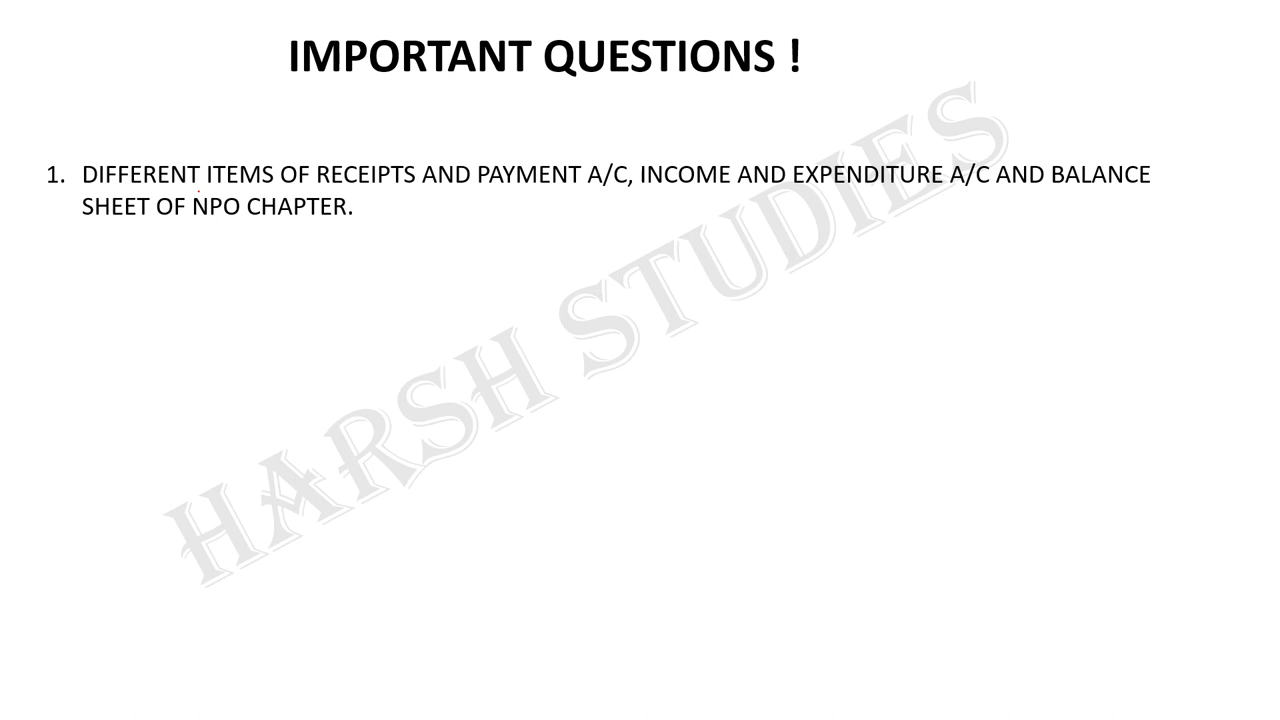 IMPORTANT QUESTIONS !
1. DIFFERENT ITEMS OF RECEIPTS AND PAYMENT A/C, INCOME AND EXPENDITURE A/C AND BALANCE
SHEET OF NPO CHAPTER.
HARSH STUDIES